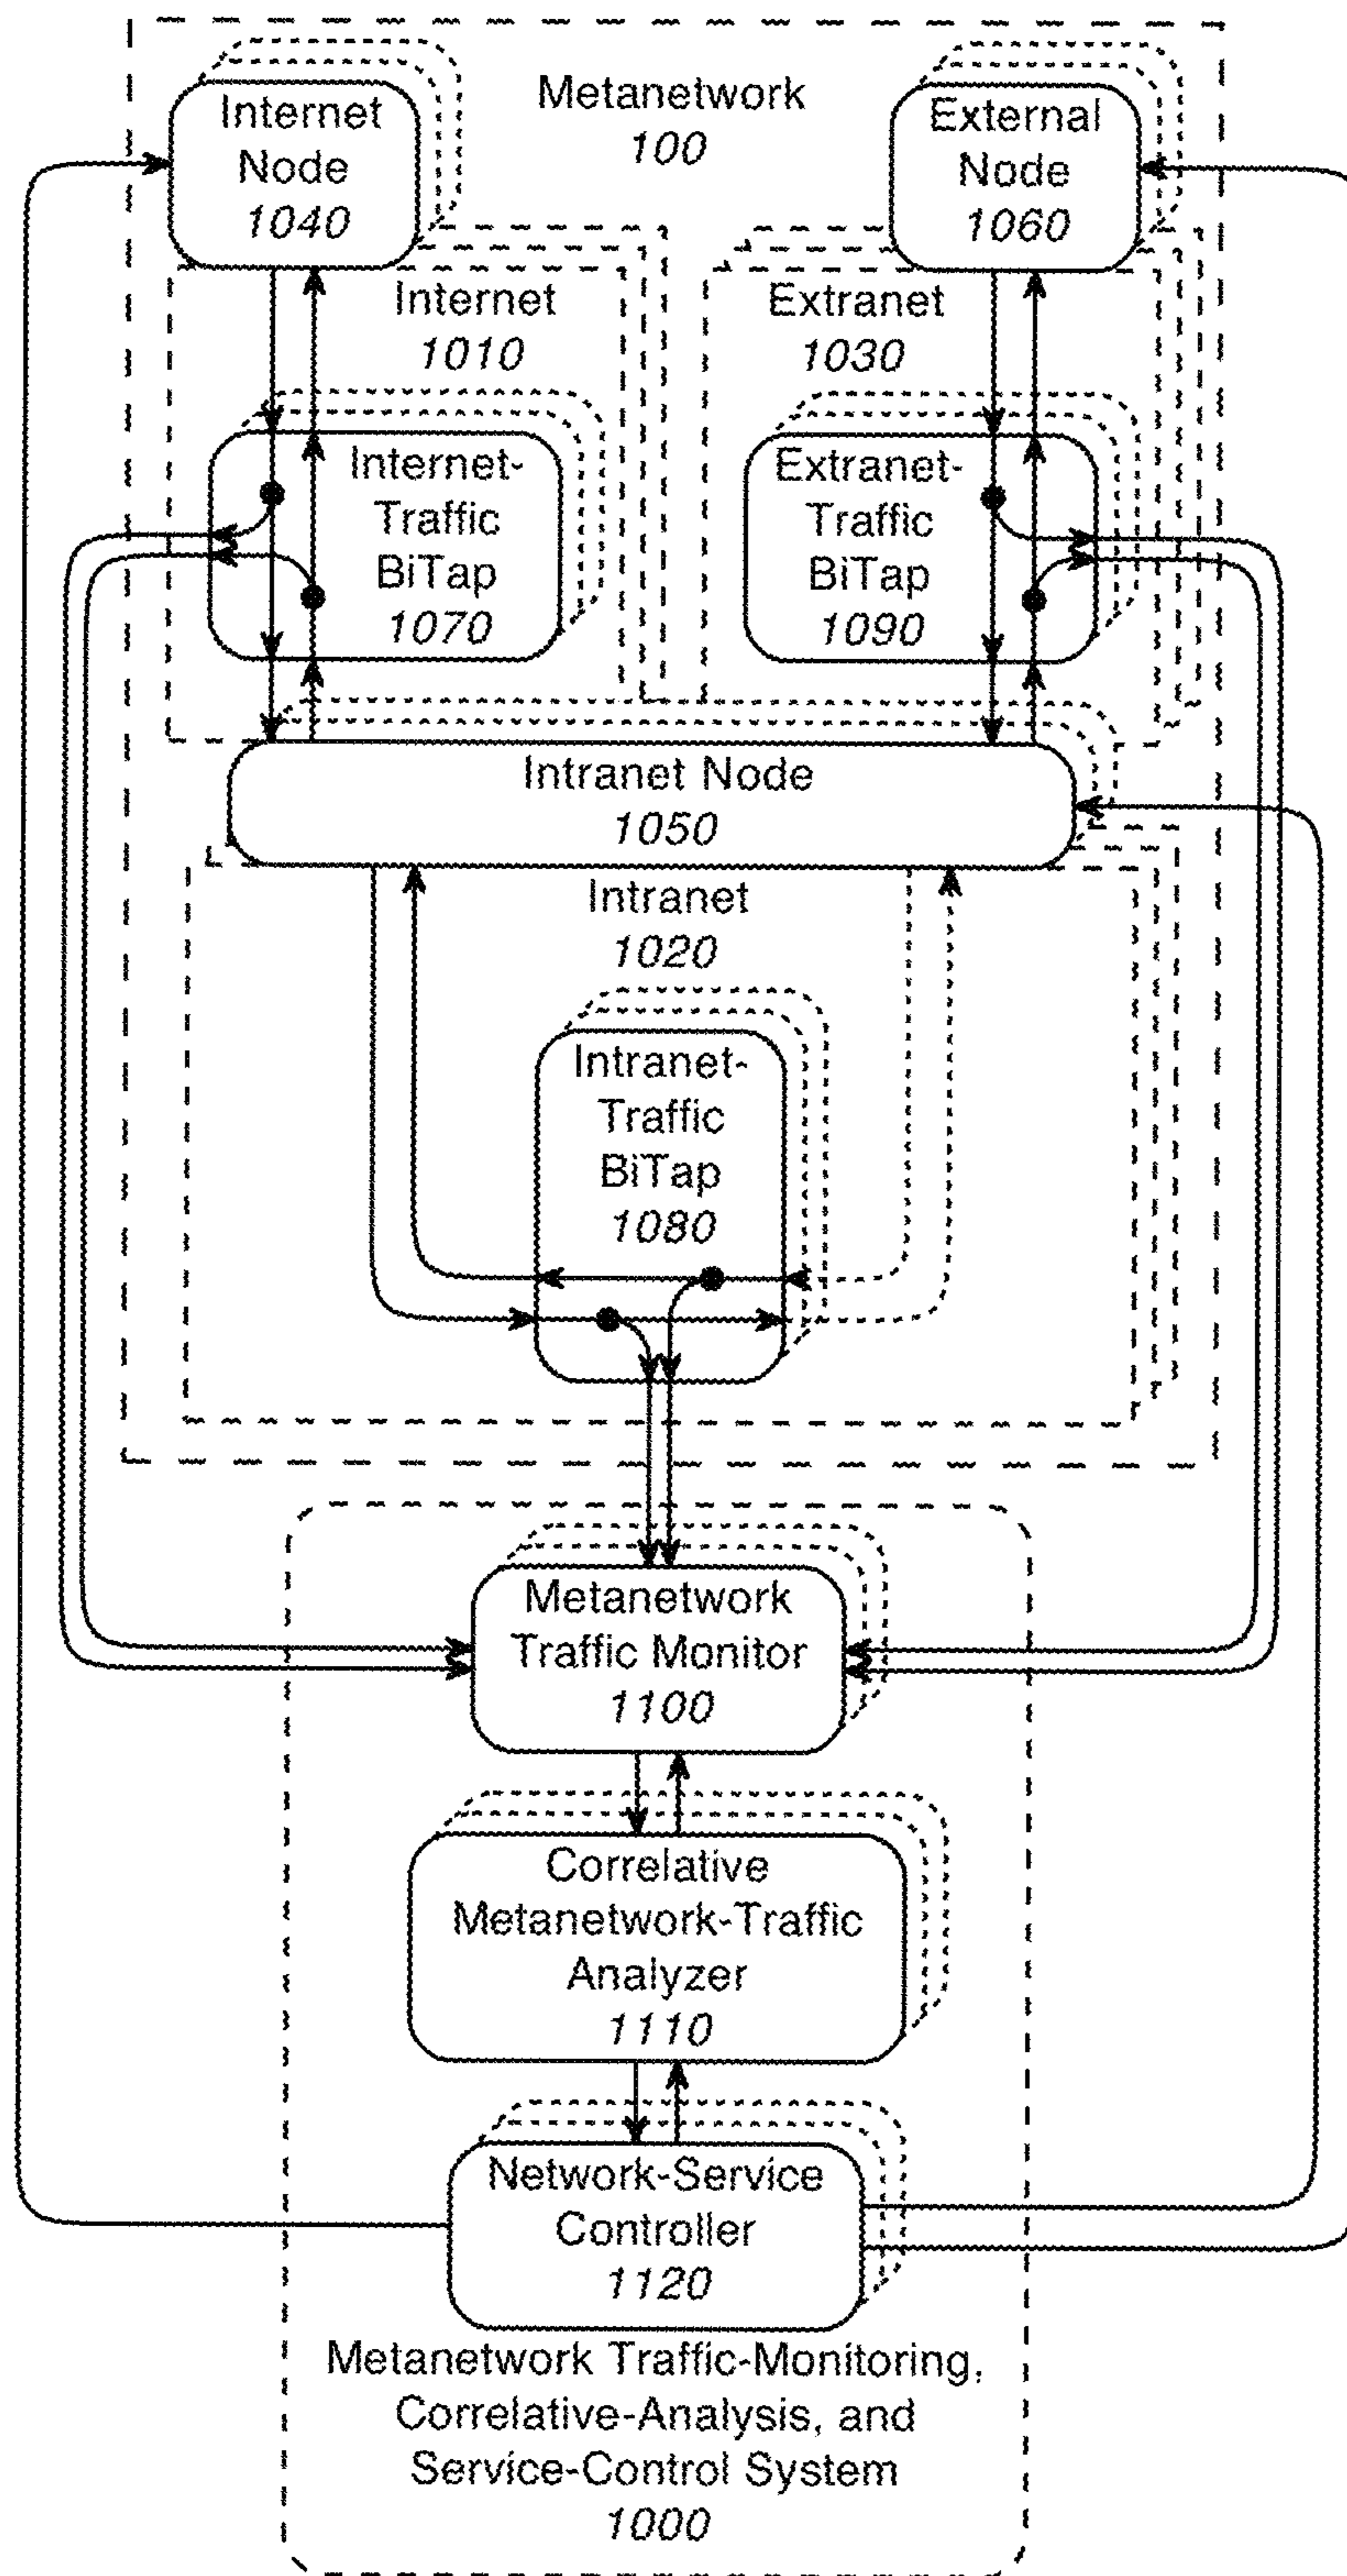 Metanetwork
100
Internet
Node
1040
External
Node
1060
Internet
1010
Extranet
1030
Internet-
Traffic
BiTap
1070
Extranet-
Traffic
BiTap
1090
Intranet Node
1050
Intranet
1020
Intranet-
Traffic
BiTap
1080
Metanetwork
Traffic Monitor
1100
Correlative
Metanetwork-Traffic
Analyzer
1110
Network-Service
Controller
1120
Metanetwork Traffic-Monitoring,
Correlative-Analysis, and
Service-Control System
1000